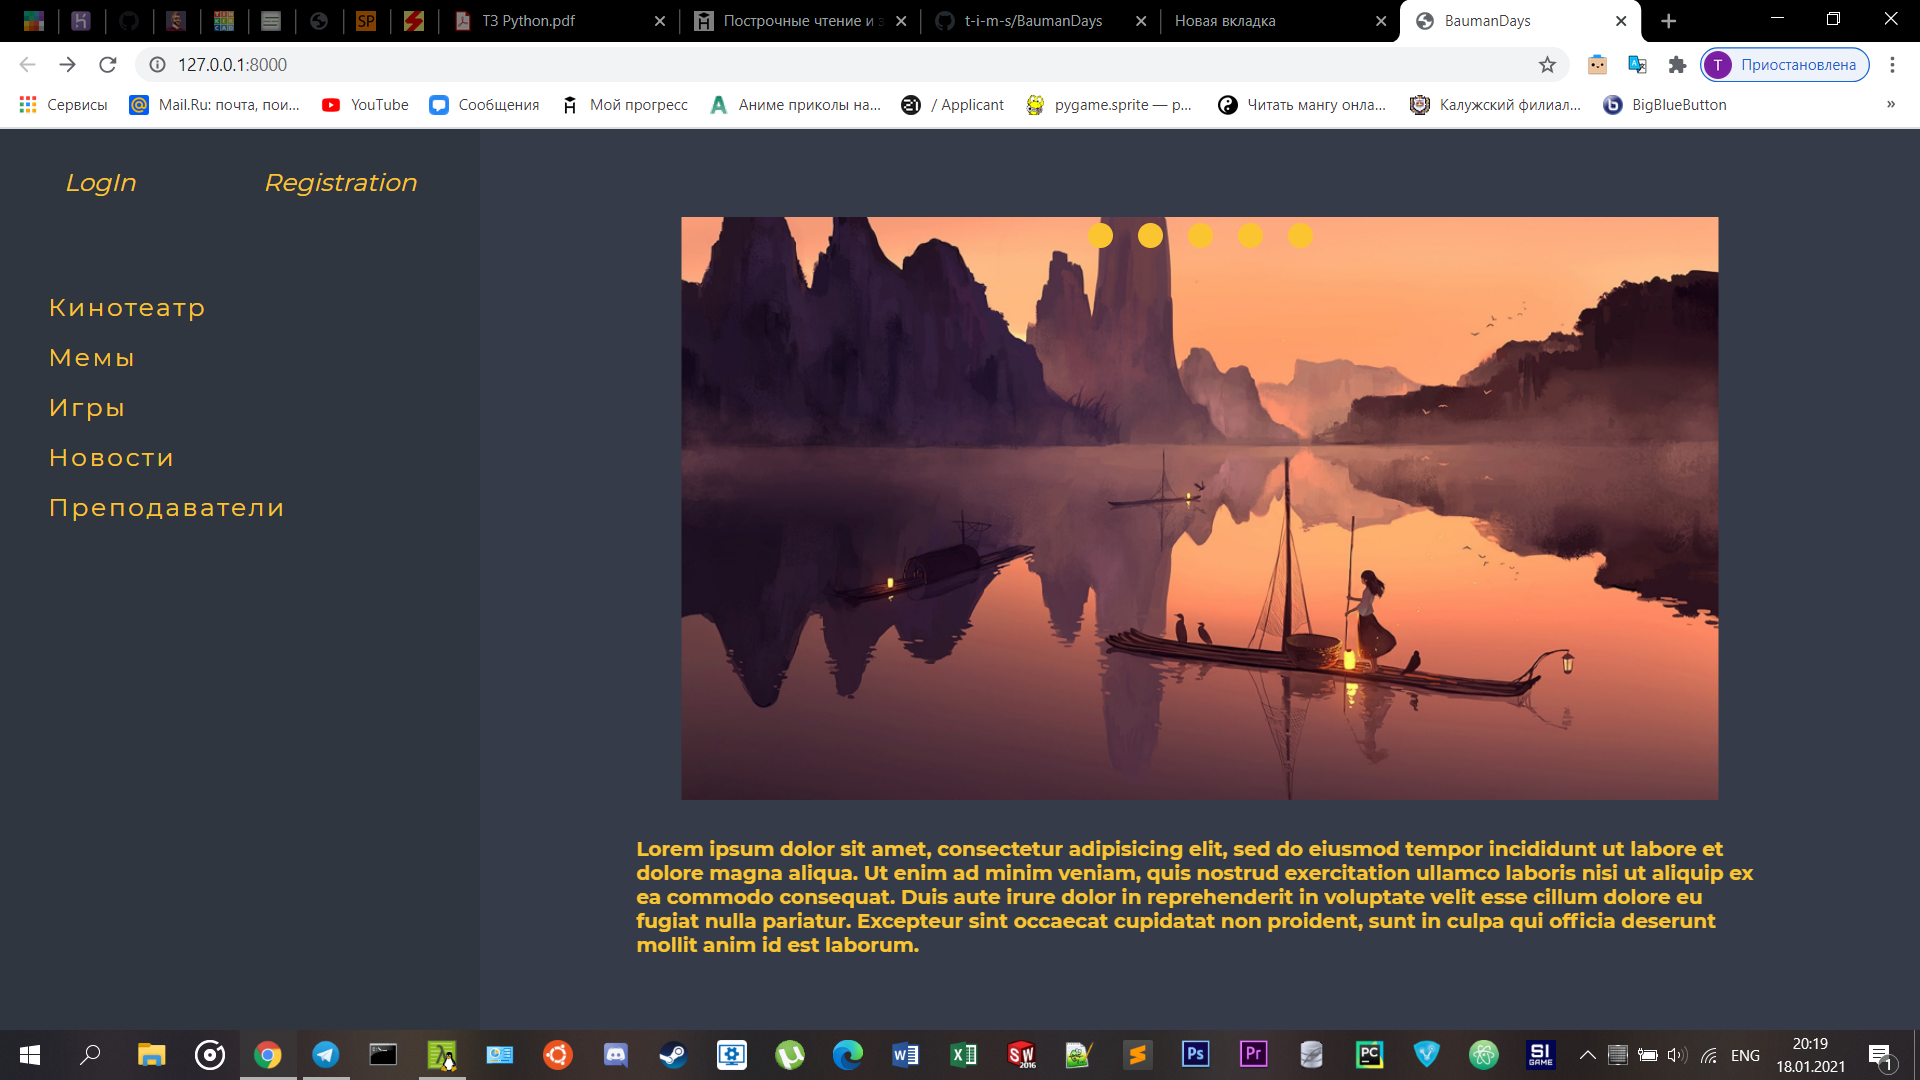 ТЗ Python.pdf
Построчные чтение и з
t-i-m-s/BaumanDays
Новая вкладка
BaumanDays
127.0.0.1:8000
T
Приостановлена
Сервисы
Mail.Ru: почта, пои...
YouTube
Сообщения
Мой прогресс
Аниме приколы на...
21
/ Applicant
pygame.sprite — p...
Читать мангу онла...
Калужский филиал...
BigBlueButton
»
LogIn
Registration
Кинотеатр
Мемы
Игры
Новости
Преподаватели
Lorem ipsum dolor sit amet, consectetur adipisicing elit, sed do eiusmod tempor incididunt ut labore et
dolore magna aliqua. Ut enim ad minim veniam, quis nostrud exercitation ullamco laboris nisi ut aliquip ex
ea commodo consequat. Duis aute irure dolor in reprehenderit in voluptate velit esse cillum dolore eu
fugiat nulla pariatur. Excepteur sint occaecat cupidatat non proident, sunt in culpa qui officia deserunt
mollit anim id est laborum.
ENG
20:19
18.01.2021
1